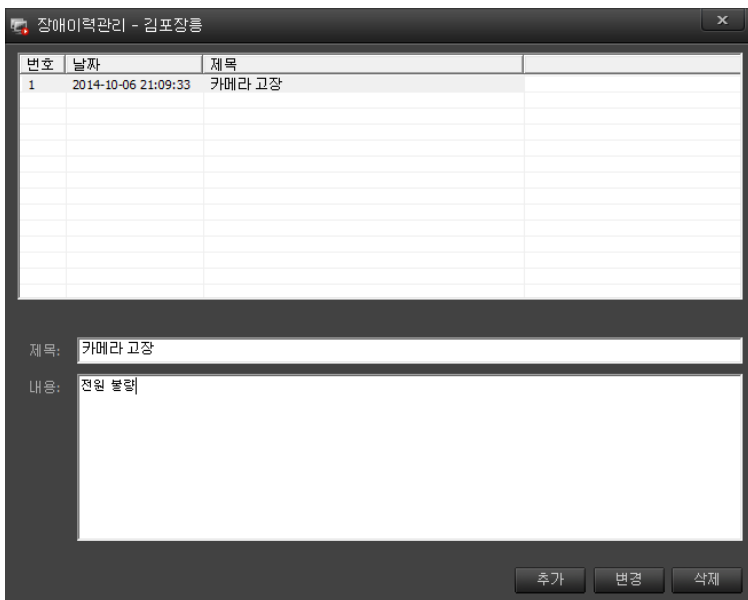 장애이력관리 - 김포장릉
x
번호 날짜 제목
1 2014-10-06 21:09:33 카메라 고장
제목: 카메라 고장
내용: 전원 불량
추가 변경 삭제